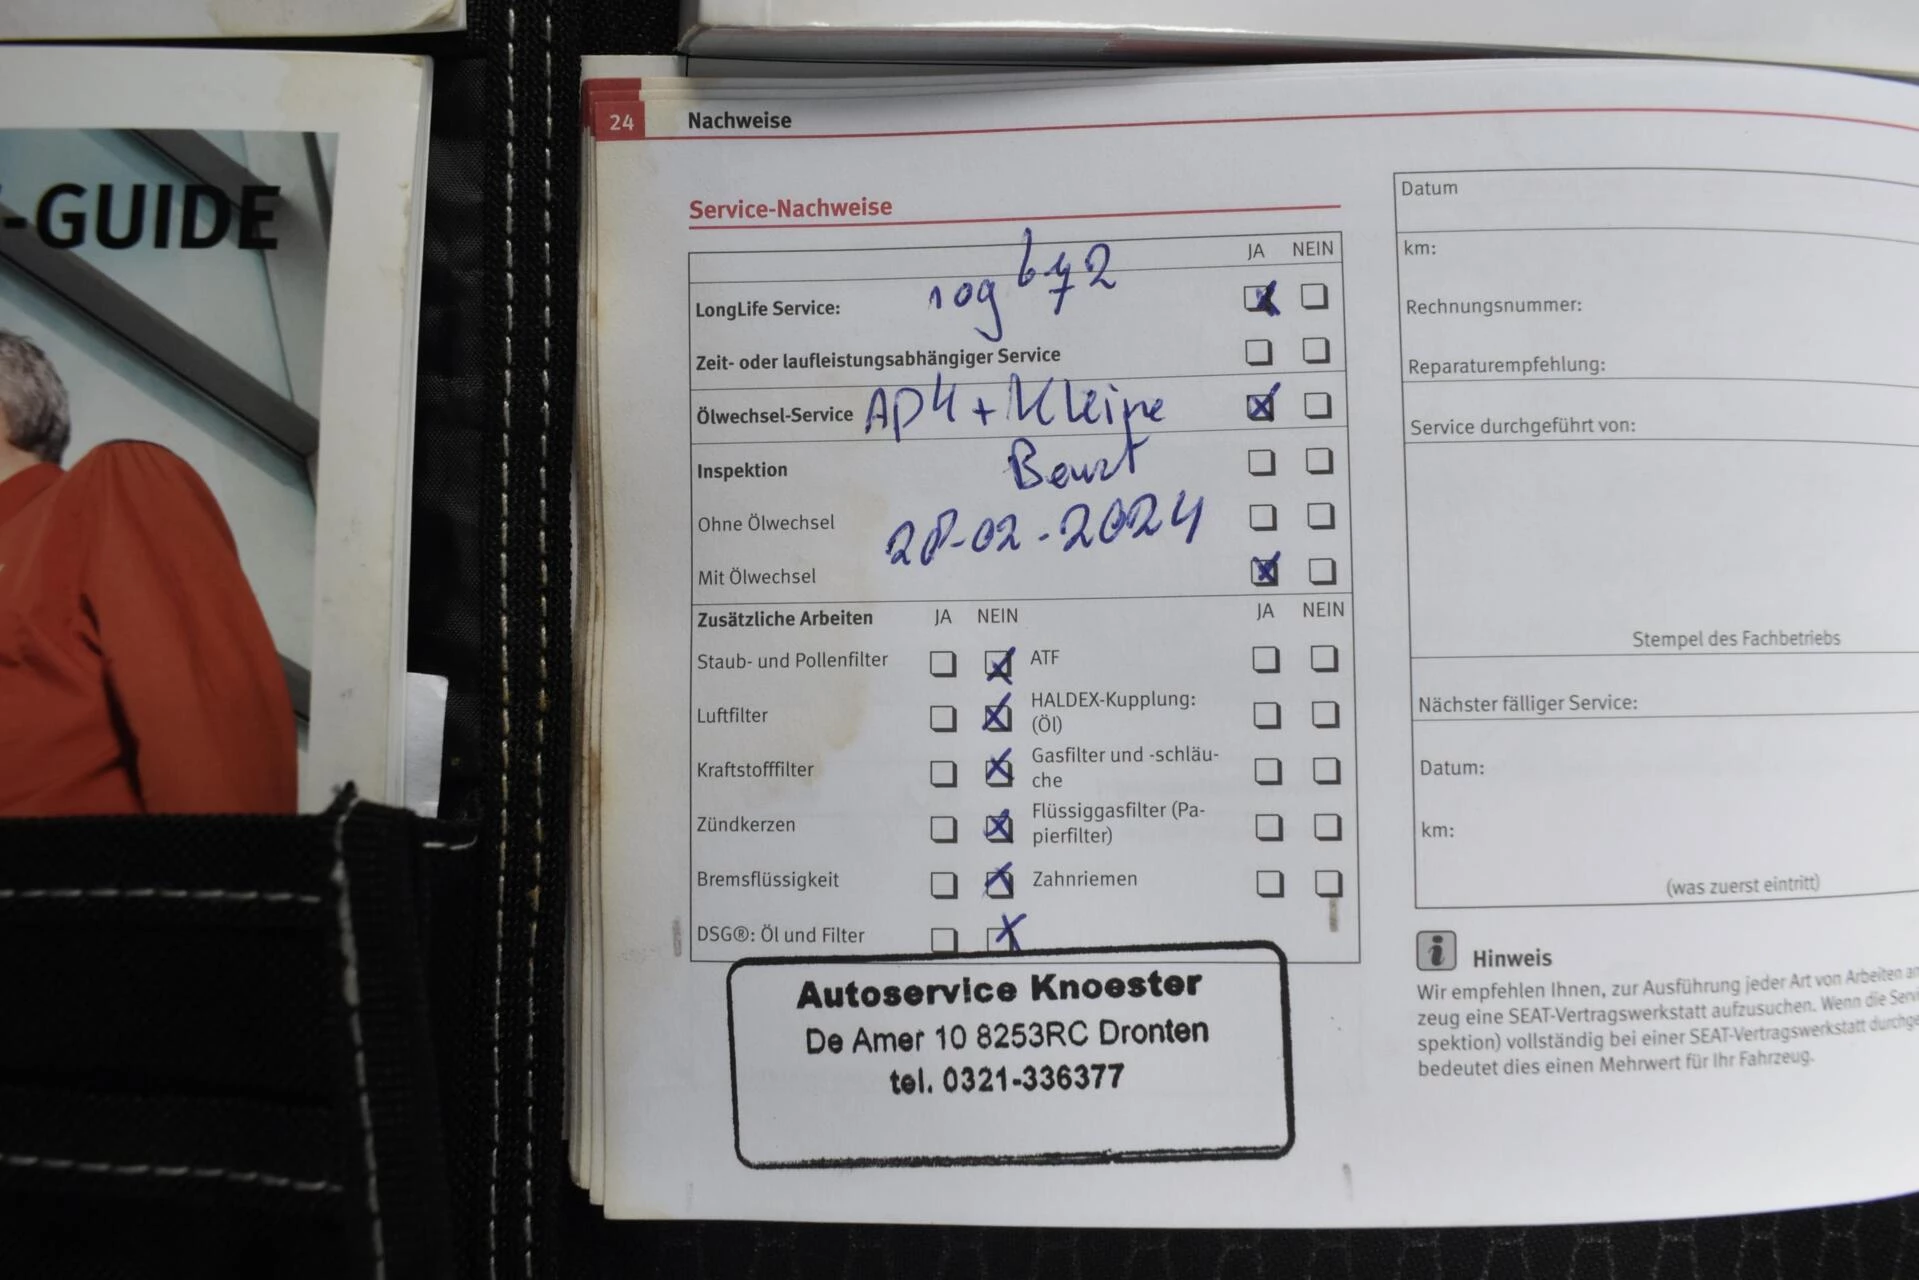 -GUIDE
24 Nachweise
Service-Nachweise
JA NEIN
LongLife Service:
Zeit- oder laufleistungsabhängiger Service
Ölwechsel-Service APK + Kleine
Inspektion Beurt
Ohne Ölwechsel 28-02-2024
Mit Ölwechsel
Zusätzliche Arbeiten JA NEIN JA NEIN
Staub- und Pollenfilter ATF
Luftfilter HALDEX-Kupplung:
(Öl)
Kraftstofffilter Gasfilter und -schläu-
che
Zündkerzen Flüssiggasfilter (Pa-
pierfilter)
Bremsflüssigkeit Zahnriemen
DSG®: Öl und Filter
Autoservice Knoester
De Amer 10 8253RC Dronten
tel. 0321-336377
Datum
km:
Rechnungsnummer:
Reparaturempfehlung:
Service durchgeführt von:
Stempel des Fachbetriebs
Nächster fälliger Service:
Datum:
km:
(was zuerst eintritt)
Hinweis
Wir empfehlen Ihnen, zur Ausführung jeder Art von Arbeiten
zeug eine SEAT-Vertragswerkstatt aufzusuchen. Wenn die
spektion) vollständig bei einer SEAT-Vertragswerkstatt
bedeutet dies einen Mehrwert für Ihr Fahrzeug.